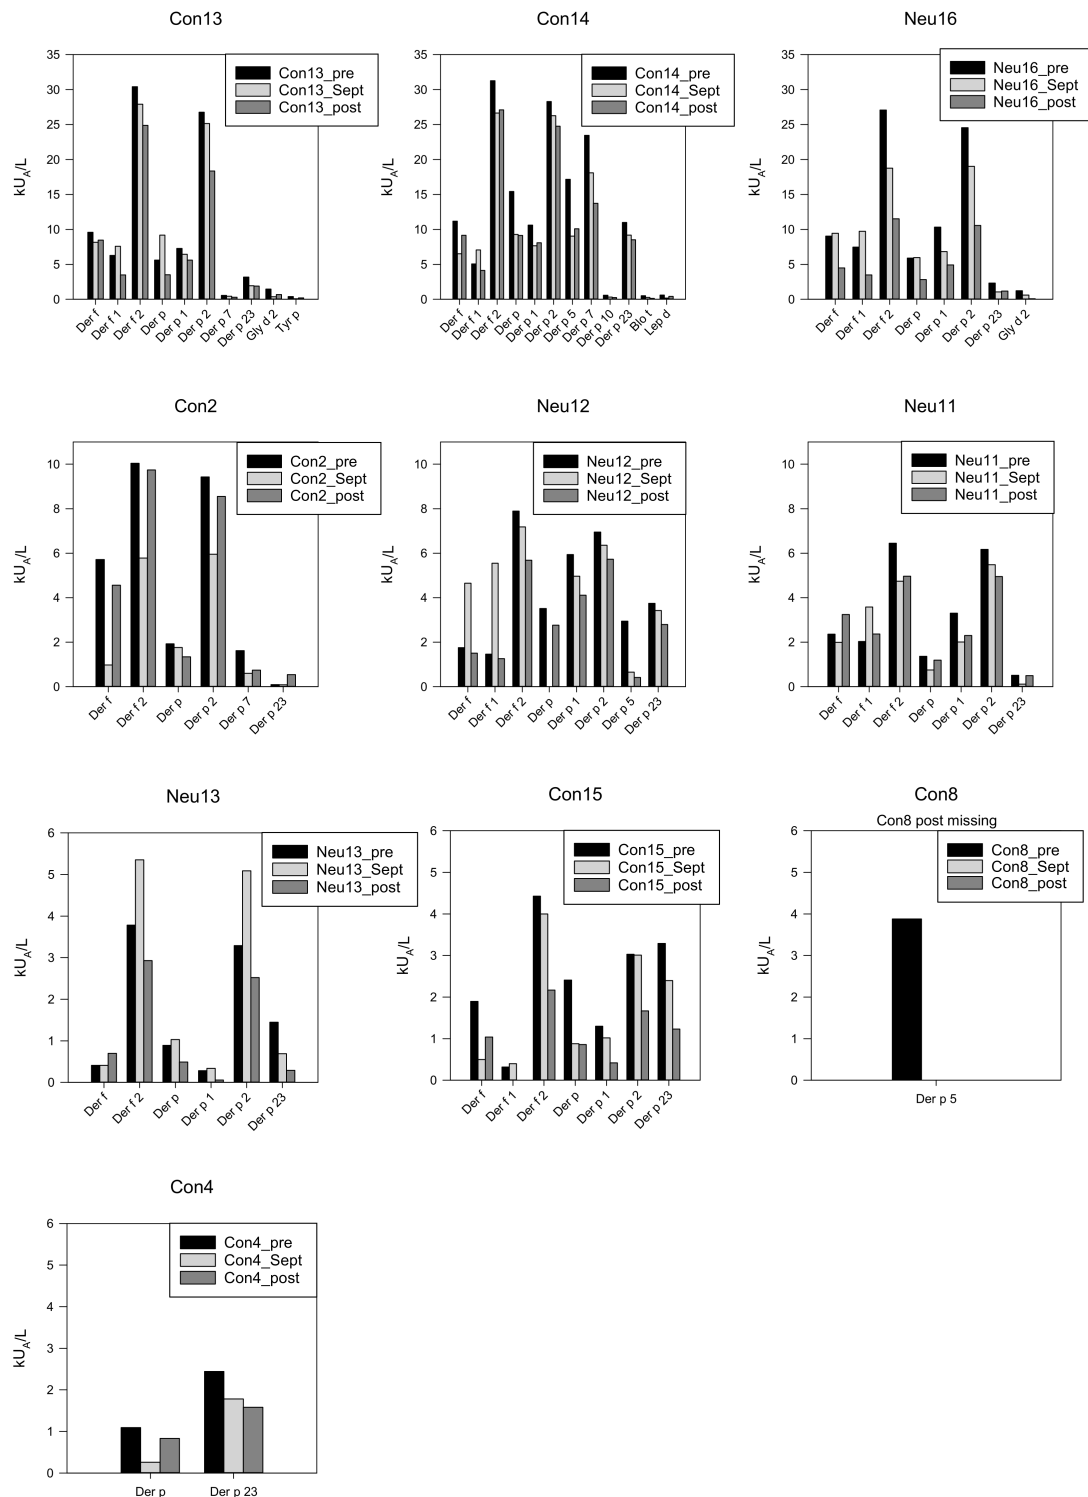 Con13
Con14
Neu16
35
30
25
20
15
10
5
0
kU_A/L
Con13_pre
Con13_Sept
Con13_post
Der f
Der f 1
Der f 2
Der p
Der p 1
Der p 2
Der p 7
Der p 23
Gly d 2
Tyr p
35
30
25
20
15
10
5
0
kU_A/L
Con14_pre
Con14_Sept
Con14_post
Der f
Der f 1
Der f 2
Der p
Der p 1
Der p 2
Der p 5
Der p 7
Der p 10
Der p 23
Blo t
Lep d
35
30
25
20
15
10
5
0
kU_A/L
Neu16_pre
Neu16_Sept
Neu16_post
Der f
Der f 1
Der f 2
Der p
Der p 1
Der p 2
Der p 23
Gly d 2
Con2
Neu12
Neu11
10
8
6
4
2
0
kU_A/L
Con2_pre
Con2_Sept
Con2_post
Der f
Der f 2
Der p
Der p 2
Der p 7
Der p 23
10
8
6
4
2
0
kU_A/L
Neu12_pre
Neu12_Sept
Neu12_post
Der f
Der f 1
Der f 2
Der p
Der p 1
Der p 2
Der p 5
Der p 23
10
8
6
4
2
0
kU_A/L
Neu11_pre
Neu11_Sept
Neu11_post
Der f
Der f 1
Der f 2
Der p
Der p 1
Der p 2
Der p 23
Neu13
Con15
Con8
Con8 post missing
6
5
4
3
2
1
0
kU_A/L
Neu13_pre
Neu13_Sept
Neu13_post
Der f
Der f 2
Der p
Der p 1
Der p 2
Der p 23
6
5
4
3
2
1
0
kU_A/L
Con15_pre
Con15_Sept
Con15_post
Der f
Der f 1
Der f 2
Der p
Der p 1
Der p 2
Der p 23
6
5
4
3
2
1
0
kU_A/L
Con8_pre
Con8_Sept
Con8_post
Der p 5
Con4
6
5
4
3
2
1
0
kU_A/L
Con4_pre
Con4_Sept
Con4_post
Der p
Der p 23